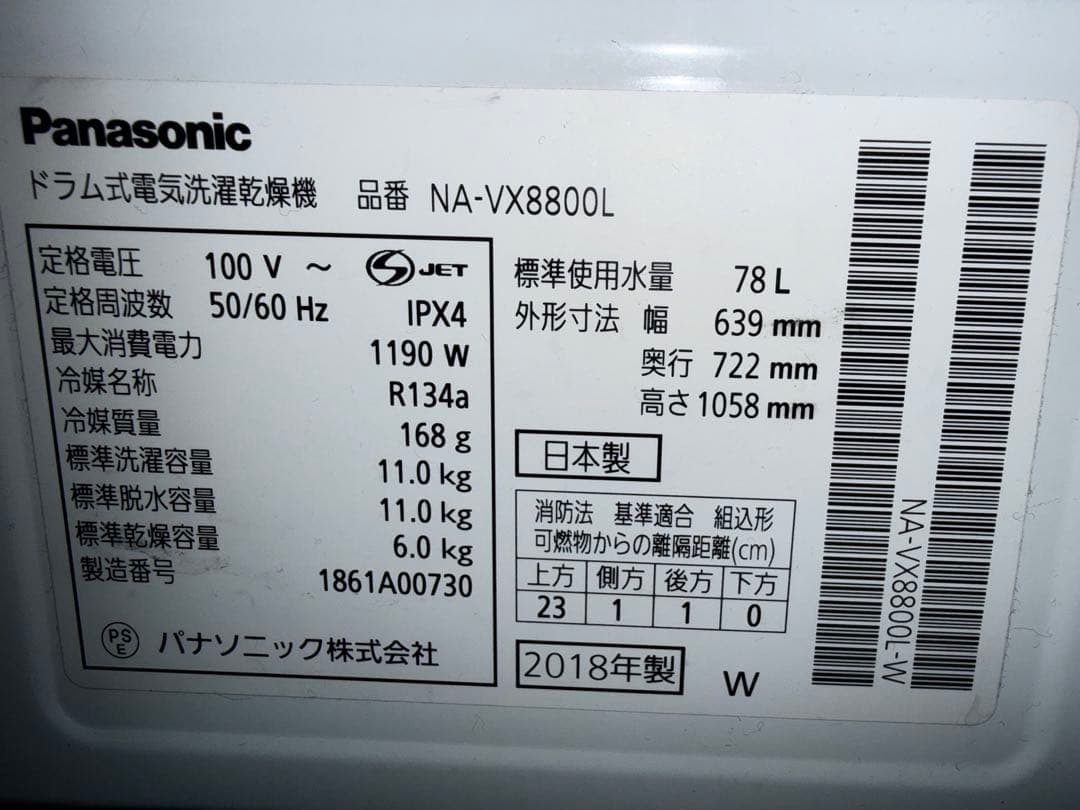 Panasonic
ドラム式電気洗濯乾燥機 品番 NA-VX8800L
定格電圧 100 V ～ S JET
定格周波数 50/60 Hz IPX4
最大消費電力 1190 W
冷媒名称 R134a
冷媒質量 168 g
標準洗濯容量 11.0 kg
標準脱水容量 11.0 kg
標準乾燥容量 6.0 kg
製造番号 1861A00730
PS E パナソニック株式会社
標準使用水量 78 L
外形寸法 幅 639 mm
奥行 722 mm
高さ 1058 mm
日本製
消防法 基準適合 組込形
可燃物からの離隔距離(cm)
上方 側方 後方 下方
23 1 1 0
2018年製 W
NA-VX8800L-W